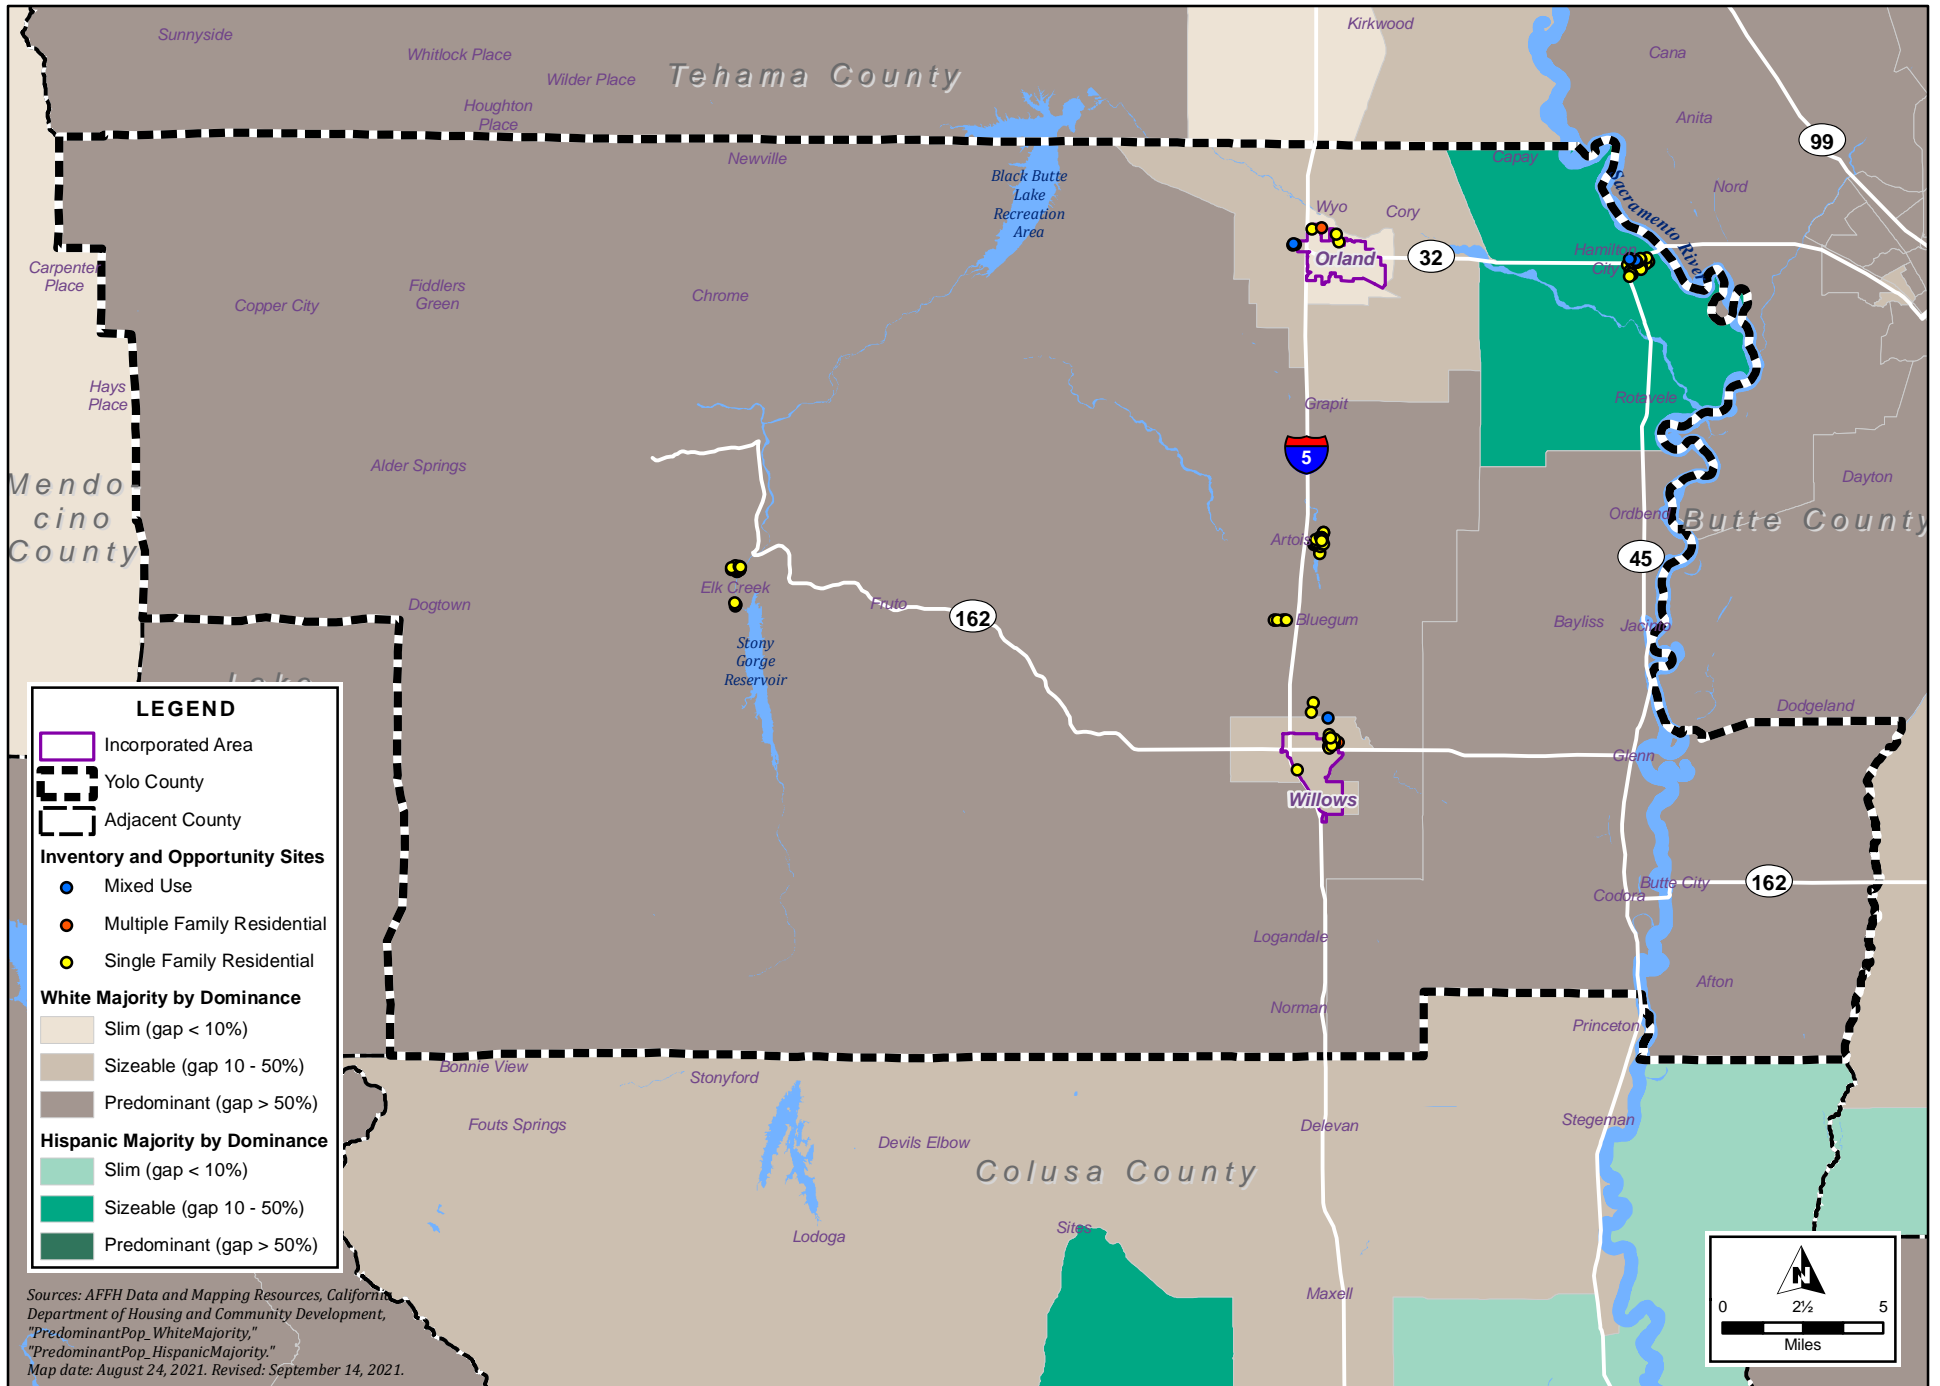 Sunnyside
Whitlock Place
Wilder Place
Houghton
Place
Tehama County
Kirkwood
Cana
Anita
99
Newville
Capay
Nord
Black Butte
Lake
Recreation
Area
Wyo
Cory
Sacramento River
Carpenter
Place
Copper City
Fiddlers
Green
Chrome
Orland
32
Hamilton
City
Hays
Place
Grapit
Rotavele
5
Alder Springs
Dayton
Mendo-
cino
County
Ordbend
Butte County
Artois
45
Elk Creek
Dogtown
Fruto
162
Bluegum
Bayliss
Jacinto
Stony
Gorge
Reservoir
Lake
Dodgeland
Glenn
Willows
Butte City
162
Codora
Logandale
Afton
Norman
Princeton
Bonnie View
Stonyford
Fouts Springs
Devils Elbow
Delevan
Stegeman
Colusa County
Lodoga
Sites
Maxell
LEGEND
Incorporated Area
Yolo County
Adjacent County
Inventory and Opportunity Sites
Mixed Use
Multiple Family Residential
Single Family Residential
White Majority by Dominance
Slim (gap < 10%)
Sizeable (gap 10 - 50%)
Predominant (gap > 50%)
Hispanic Majority by Dominance
Slim (gap < 10%)
Sizeable (gap 10 - 50%)
Predominant (gap > 50%)
Sources: AFFH Data and Mapping Resources, California
Department of Housing and Community Development,
"PredominantPop_WhiteMajority,"
"PredominantPop_HispanicMajority."
Map date: August 24, 2021. Revised: September 14, 2021.
N
0 2½ 5
Miles